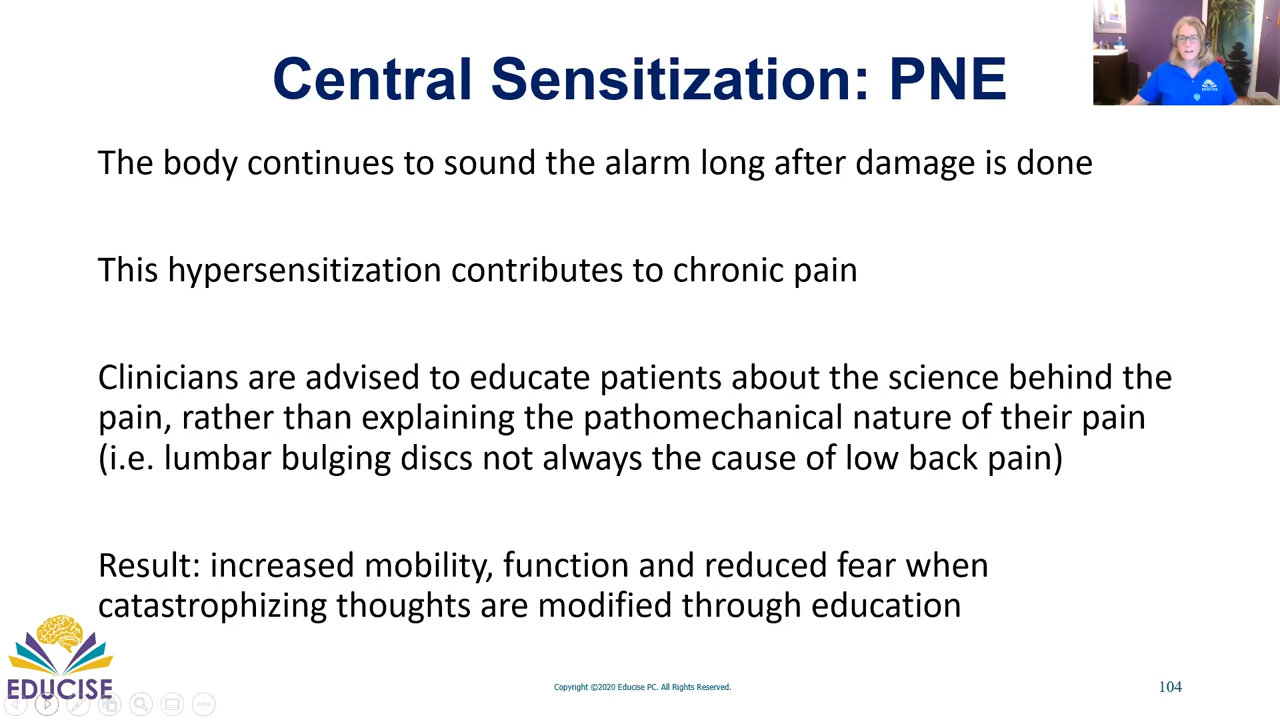 Central Sensitization: PNE
The body continues to sound the alarm long after damage is done
This hypersensitization contributes to chronic pain
Clinicians are advised to educate patients about the science behind the
pain, rather than explaining the pathomechanical nature of their pain
(i.e. lumbar bulging discs not always the cause of low back pain)
Result: increased mobility, function and reduced fear when
catastrophizing thoughts are modified through education
EDUCISE
Copyright ©2020 Educise PC. All Rights Reserved.
104
EDUCISE